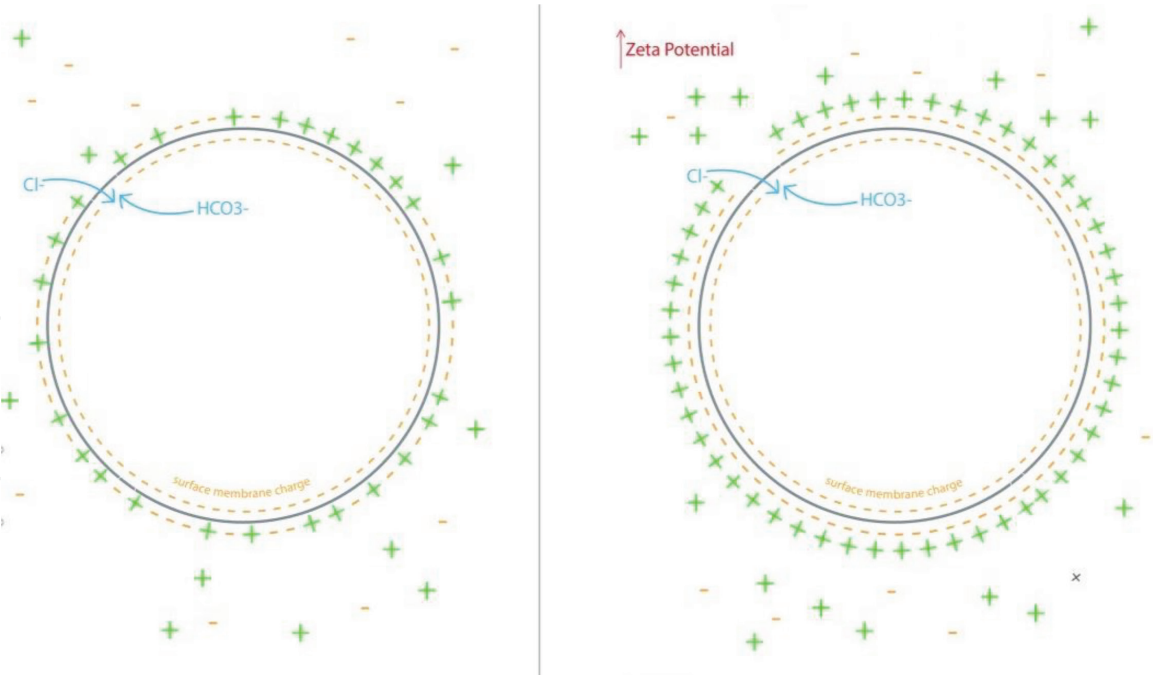 Cl-
HCO3-
surface membrane charge
Zeta Potential
Cl-
HCO3-
surface membrane charge